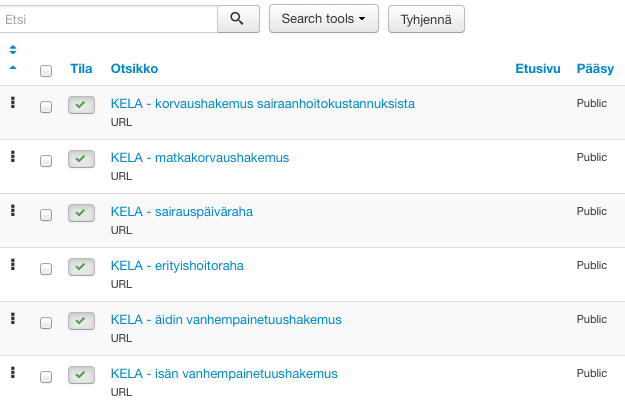 Etsi Search tools Tyhjennä
Tila Otsikko Etusivu Pääsy
KELA - korvaushakemus sairaanhoitokustannuksista Public
URL
KELA - matkakorvaushakemus Public
URL
KELA - sairauspäiväraha Public
URL
KELA - erityishoitoraha Public
URL
KELA - äidin vanhempainetuushakemus Public
URL
KELA - isän vanhempainetuushakemus Public
URL